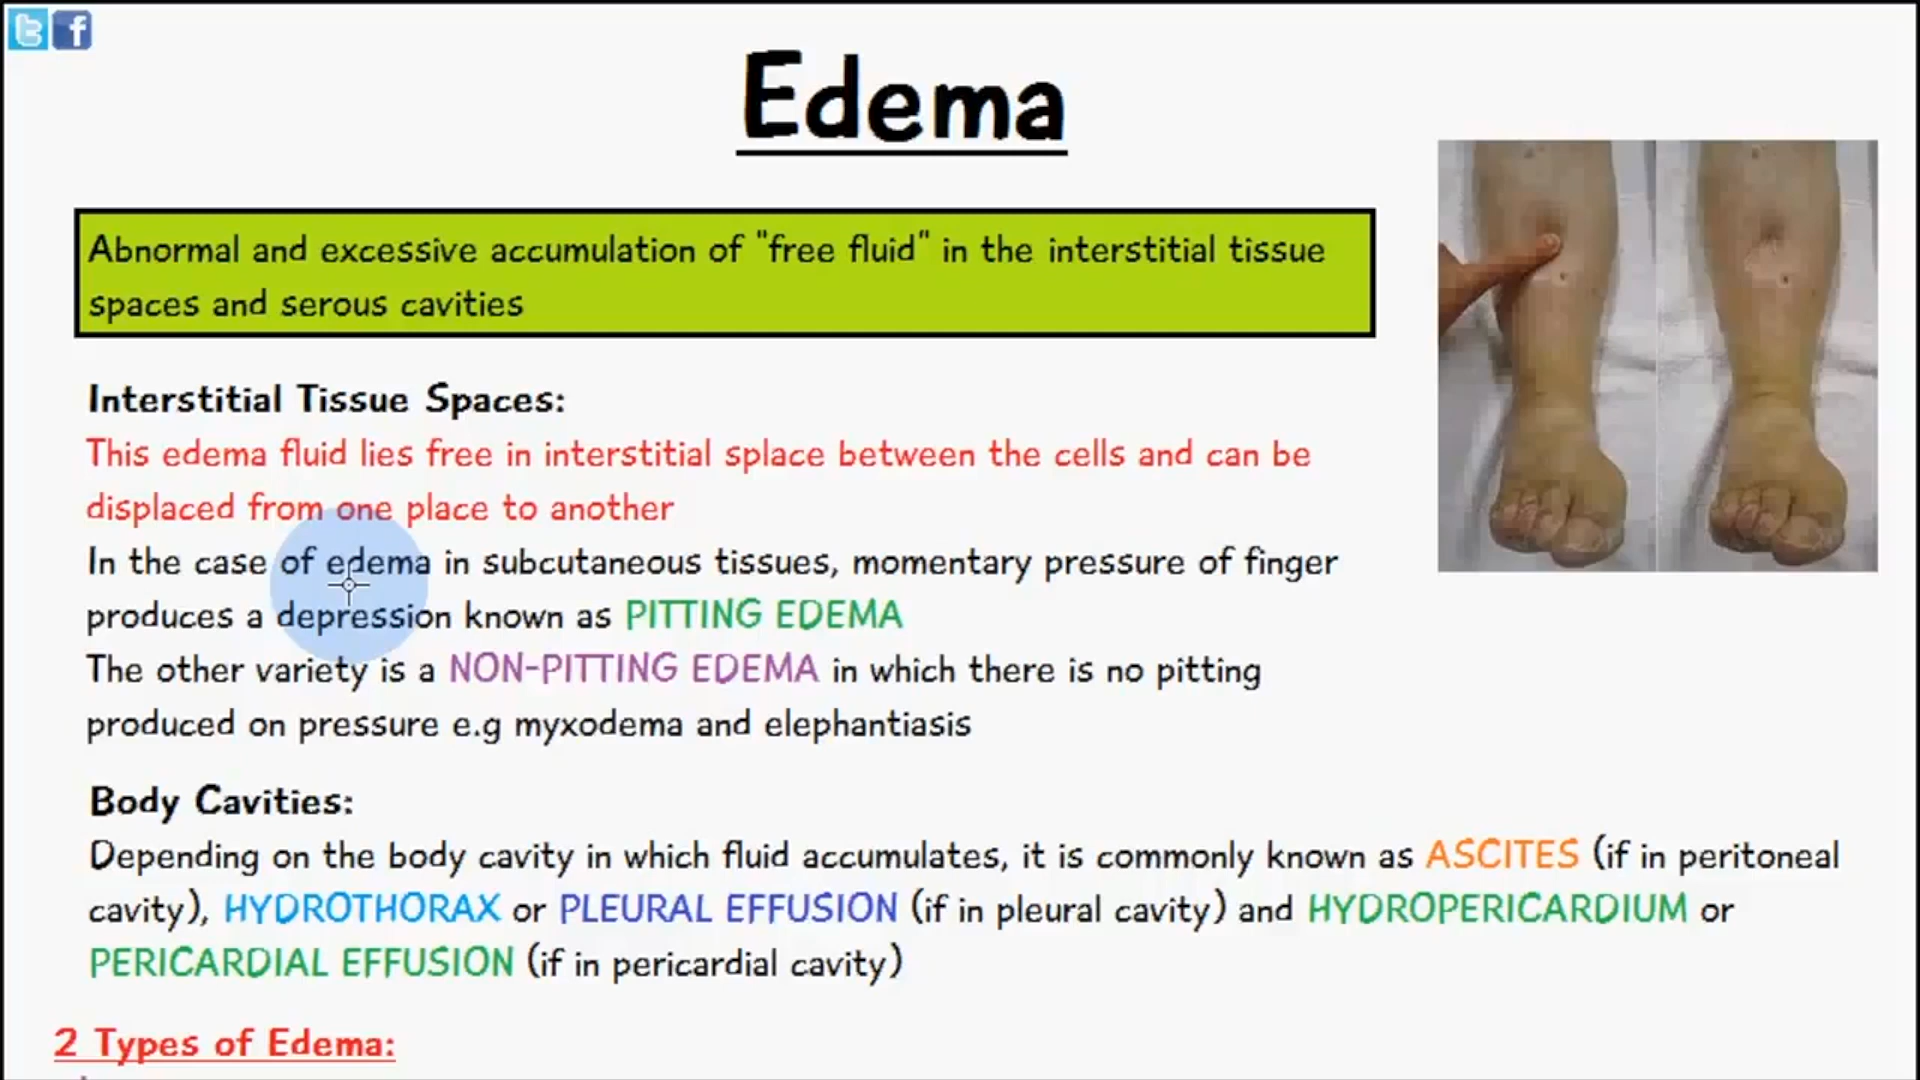 Edema
Abnormal and excessive accumulation of "free fluid" in the interstitial tissue
spaces and serous cavities
Interstitial Tissue Spaces:
This edema fluid lies free in interstitial splace between the cells and can be
displaced from one place to another
In the case of edema in subcutaneous tissues, momentary pressure of finger
produces a depression known as PITTING EDEMA
The other variety is a NON-PITTING EDEMA in which there is no pitting
produced on pressure e.g myxodema and elephantiasis
Body Cavities:
Depending on the body cavity in which fluid accumulates, it is commonly known as ASCITES (if in peritoneal
cavity), HYDROTHORAX or PLEURAL EFFUSION (if in pleural cavity) and HYDROPERICARDIUM or
PERICARDIAL EFFUSION (if in pericardial cavity)
2 Types of Edema: